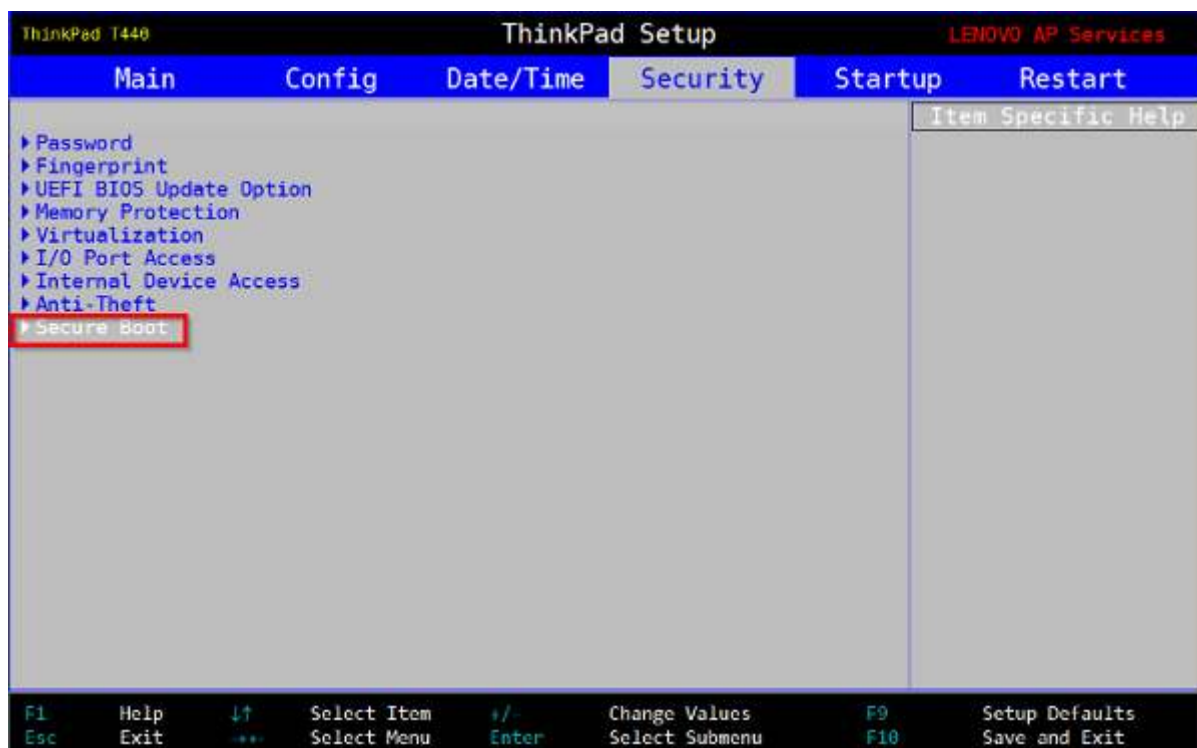 ThinkPad T440 ThinkPad Setup LENOVO AP Services
Main Config Date/Time Security Startup Restart
Item Specific Help
Password
Fingerprint
UEFI BIOS Update Option
Memory Protection
Virtualization
I/O Port Access
Internal Device Access
Anti-Theft
Secure Boot
F1 Help ↓↑ Select Item +/- Change Values F9 Setup Defaults
Esc Exit Select Menu Enter Select Submenu F10 Save and Exit